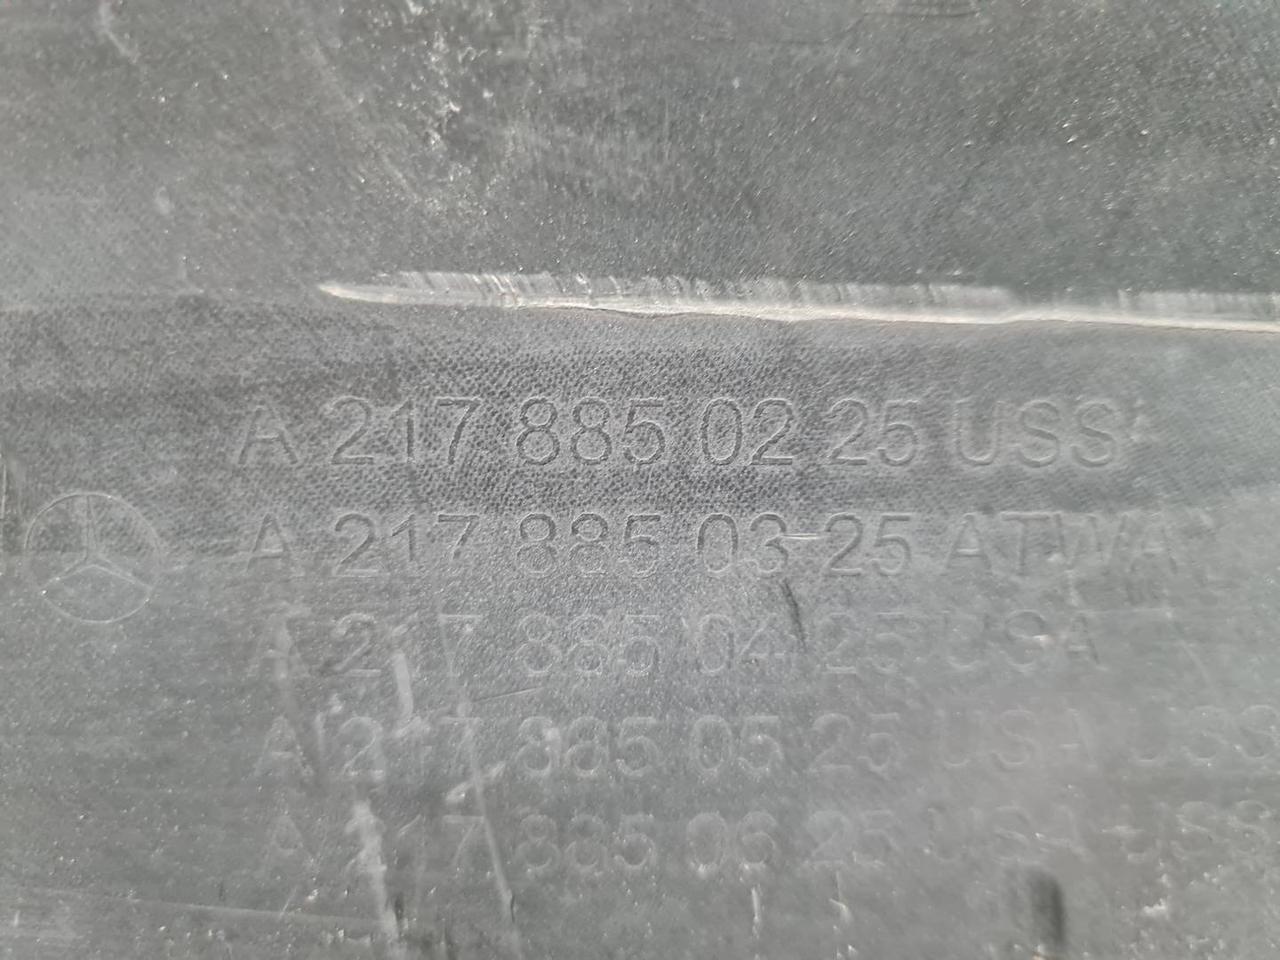 A 217 885 02 25 USS
A 217 885 03 25 ATWA
A 217 885 04 25 USA
A 217 885 05 25 USA USS
A 217 885 06 25 USA USS